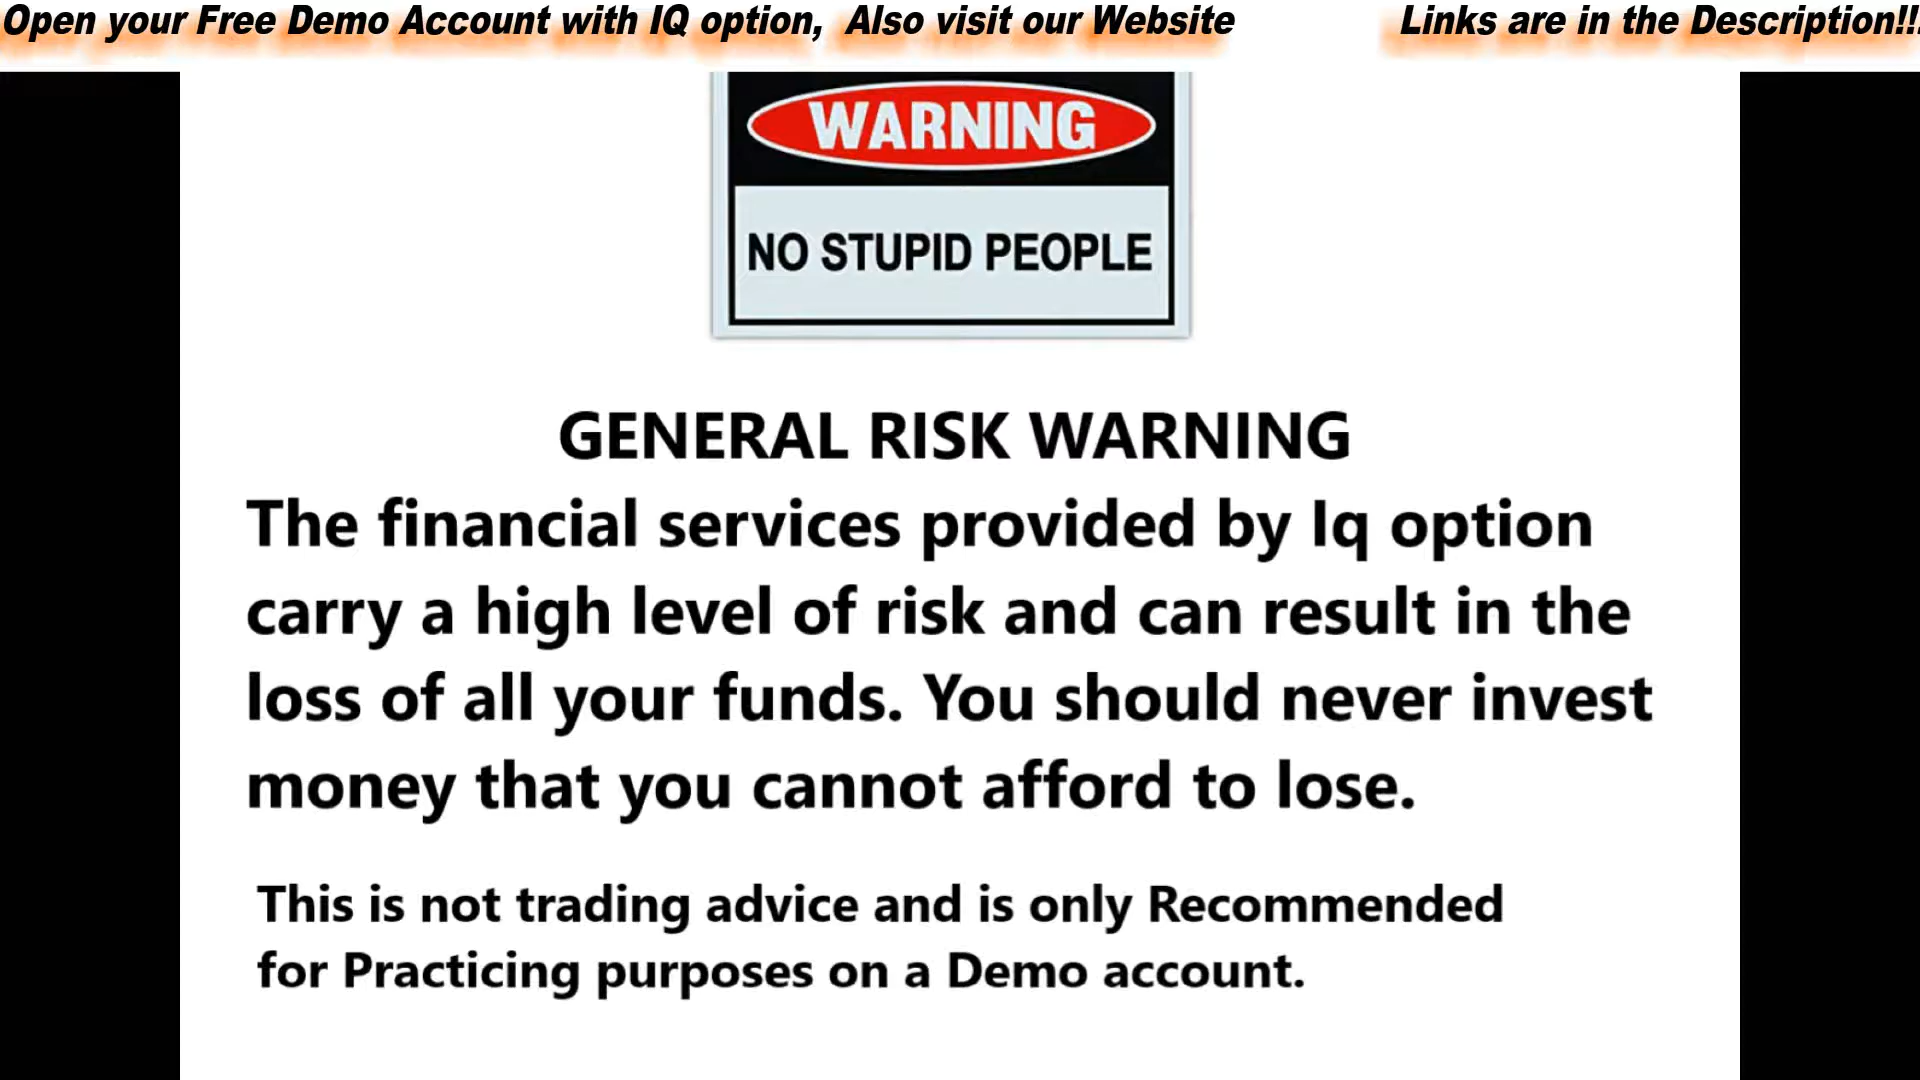 Open your Free Demo Account with IQ option, Also visit our Website Links are in the Description!!!
WARNING
NO STUPID PEOPLE
GENERAL RISK WARNING
The financial services provided by Iq option
carry a high level of risk and can result in the
loss of all your funds. You should never invest
money that you cannot afford to lose.
This is not trading advice and is only Recommended
for Practicing purposes on a Demo account.